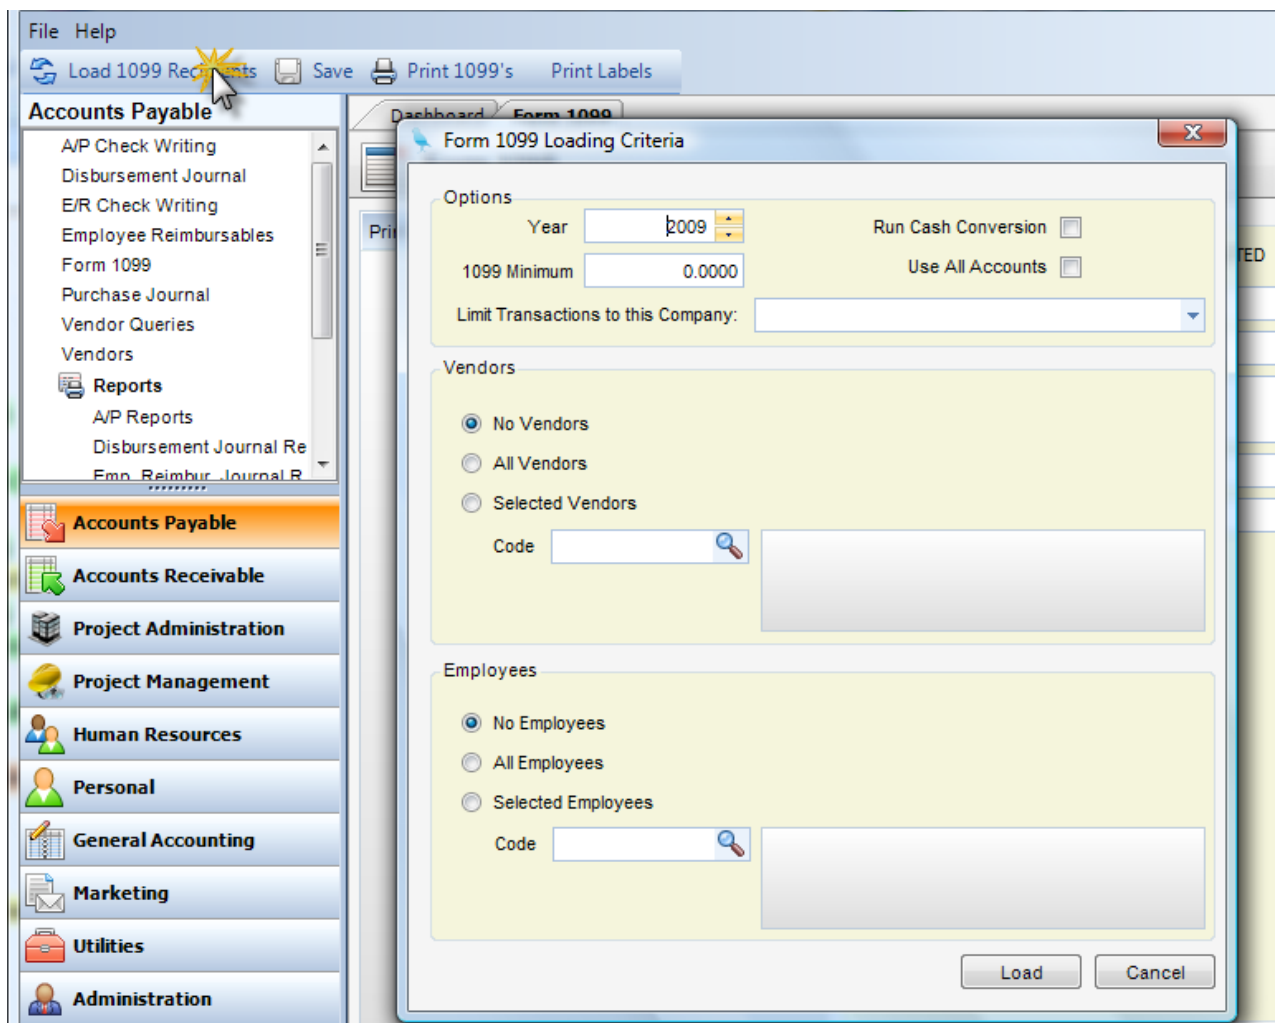 File Help
Load 1099 Recipients Save Print 1099's Print Labels
Accounts Payable
A/P Check Writing
Disbursement Journal
E/R Check Writing
Employee Reimbursables
Form 1099
Purchase Journal
Vendor Queries
Vendors
Reports
A/P Reports
Disbursement Journal Re
Emp. Reimbur. Journal R
Accounts Payable
Accounts Receivable
Project Administration
Project Management
Human Resources
Personal
General Accounting
Marketing
Utilities
Administration
Dashboard Form 1099
Pri
TED
Form 1099 Loading Criteria
Options
Year 2009 Run Cash Conversion
1099 Minimum 0.0000 Use All Accounts
Limit Transactions to this Company:
Vendors
No Vendors
All Vendors
Selected Vendors
Code
Employees
No Employees
All Employees
Selected Employees
Code
Load Cancel